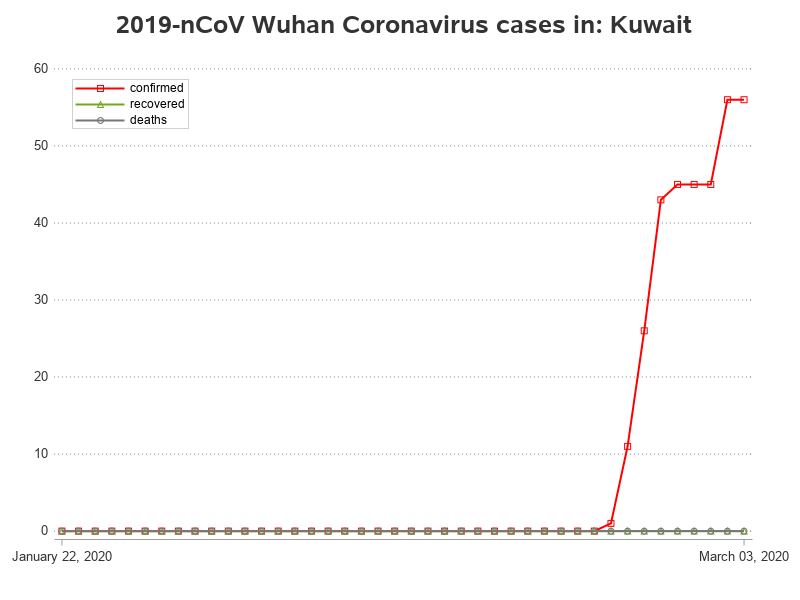 2019-nCoV Wuhan Coronavirus cases in: Kuwait
60
confirmed
recovered
deaths
50
40
30
20
10
0
January 22, 2020
March 03, 2020